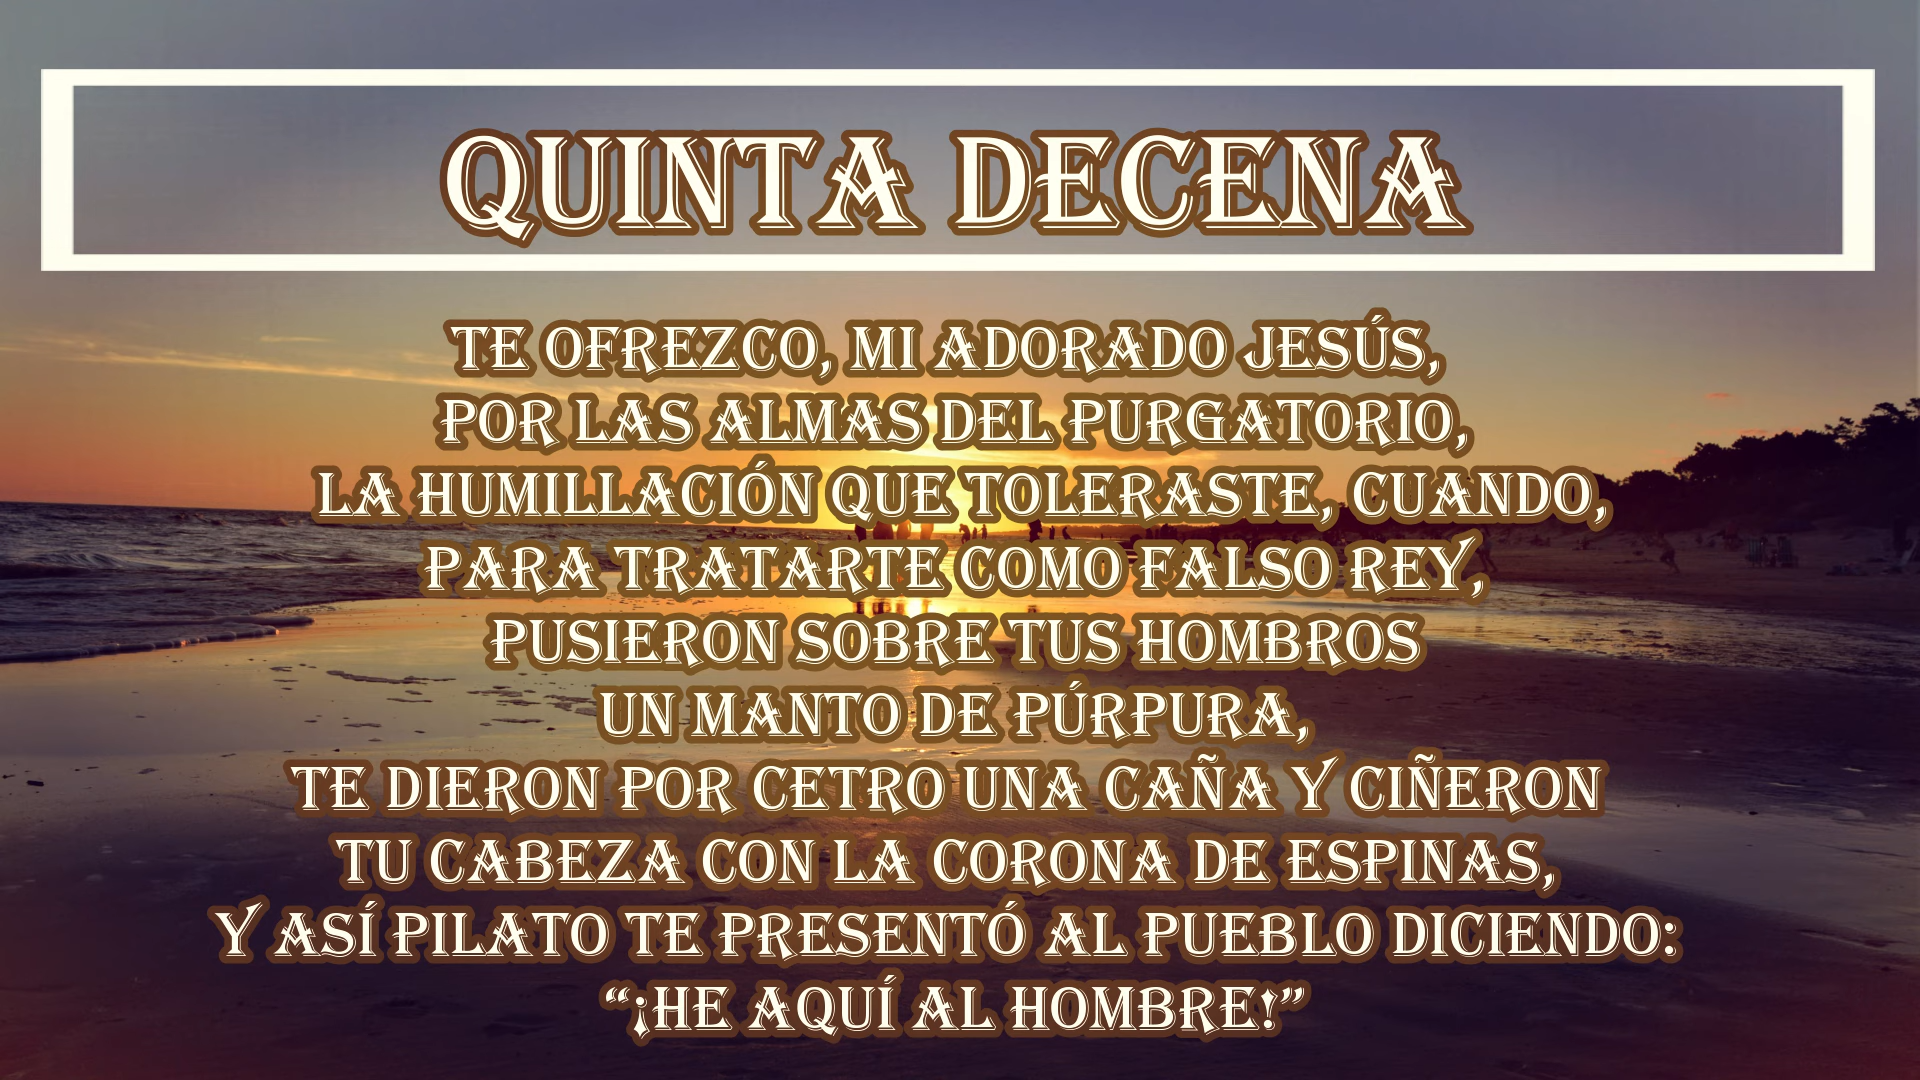 QUINTA DECENA
TE OFREZCO, MI ADORADO JESÚS,
POR LAS ALMAS DEL PURGATORIO,
LA HUMILLACIÓN QUE TOLERASTE, CUANDO,
PARA TRATARTE COMO FALSO REY,
PUSIERON SOBRE TUS HOMBROS
UN MANTO DE PÚRPURA,
TE DIERON POR CETRO UNA CAÑA Y CIÑERON
TU CABEZA CON LA CORONA DE ESPINAS,
Y ASÍ PILATO TE PRESENTÓ AL PUEBLO DICIENDO:
“¡HE AQUÍ AL HOMBRE!”